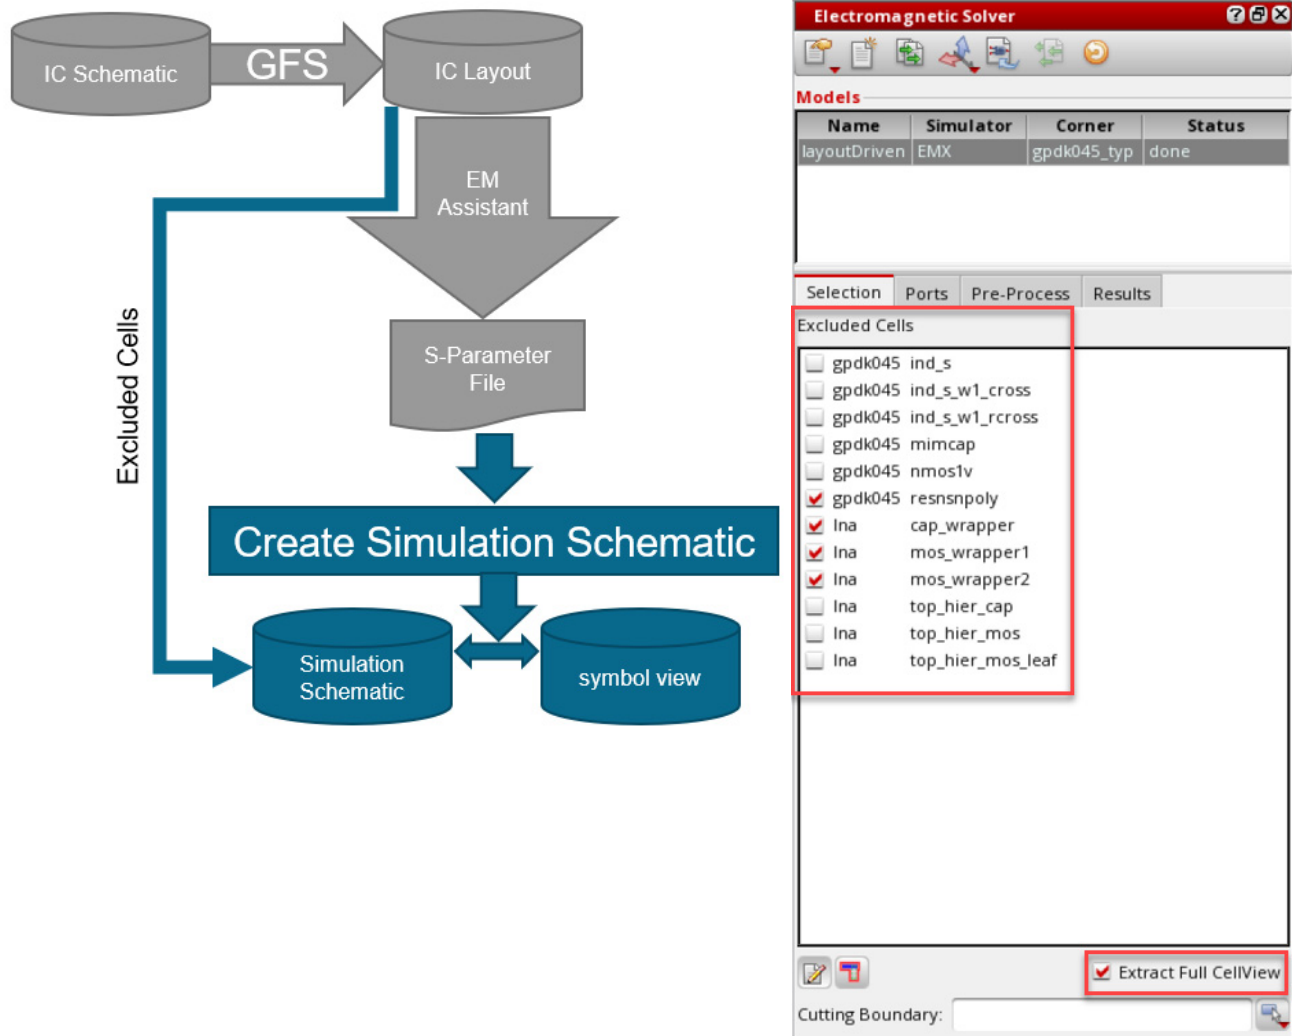 IC Schematic
GFS
IC Layout
EM
Assistant
Excluded Cells
S-Parameter
File
Create Simulation Schematic
Simulation
Schematic
symbol view
Electromagnetic Solver
Models
Name Simulator Corner Status
layoutDriven EMX gpdk045_typ done
Selection Ports Pre-Process Results
Excluded Cells
gpdk045 ind_s
gpdk045 ind_s_w1_cross
gpdk045 ind_s_w1_rcross
gpdk045 mimcap
gpdk045 nmos1v
gpdk045 resnsnpoly
lna cap_wrapper
lna mos_wrapper1
lna mos_wrapper2
lna top_hier_cap
lna top_hier_mos
lna top_hier_mos_leaf
Extract Full CellView
Cutting Boundary: